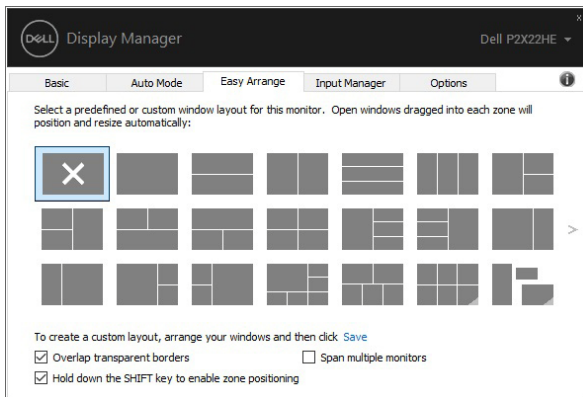 DELL Display Manager Dell P2X22HE
Basic Auto Mode Easy Arrange Input Manager Options
Select a predefined or custom window layout for this monitor. Open windows dragged into each zone will
position and resize automatically:
To create a custom layout, arrange your windows and then click Save
Overlap transparent borders Span multiple monitors
Hold down the SHIFT key to enable zone positioning